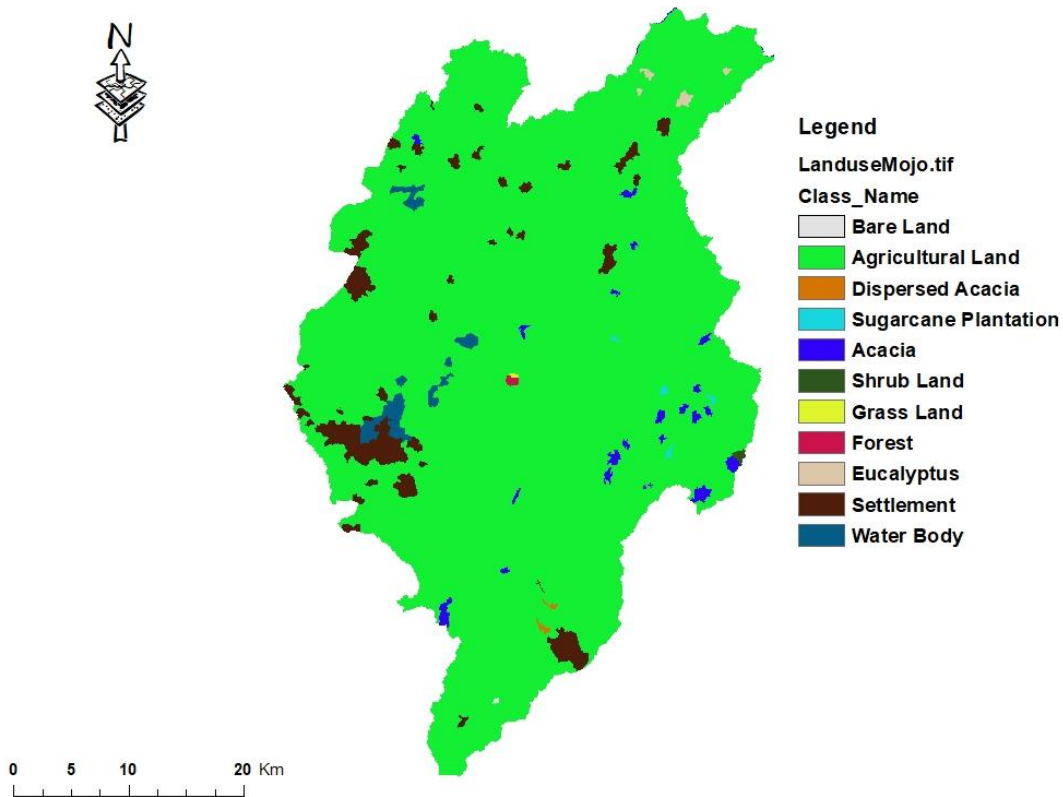 N
Legend
LanduseMojo.tif
Class_Name
Bare Land
Agricultural Land
Dispersed Acacia
Sugarcane Plantation
Acacia
Shrub Land
Grass Land
Forest
Eucalyptus
Settlement
Water Body
0 5 10 20 Km